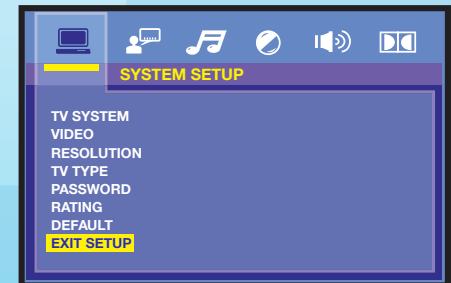 SYSTEM SETUP
TV SYSTEM
VIDEO
RESOLUTION
TV TYPE
PASSWORD
RATING
DEFAULT
EXIT SETUP